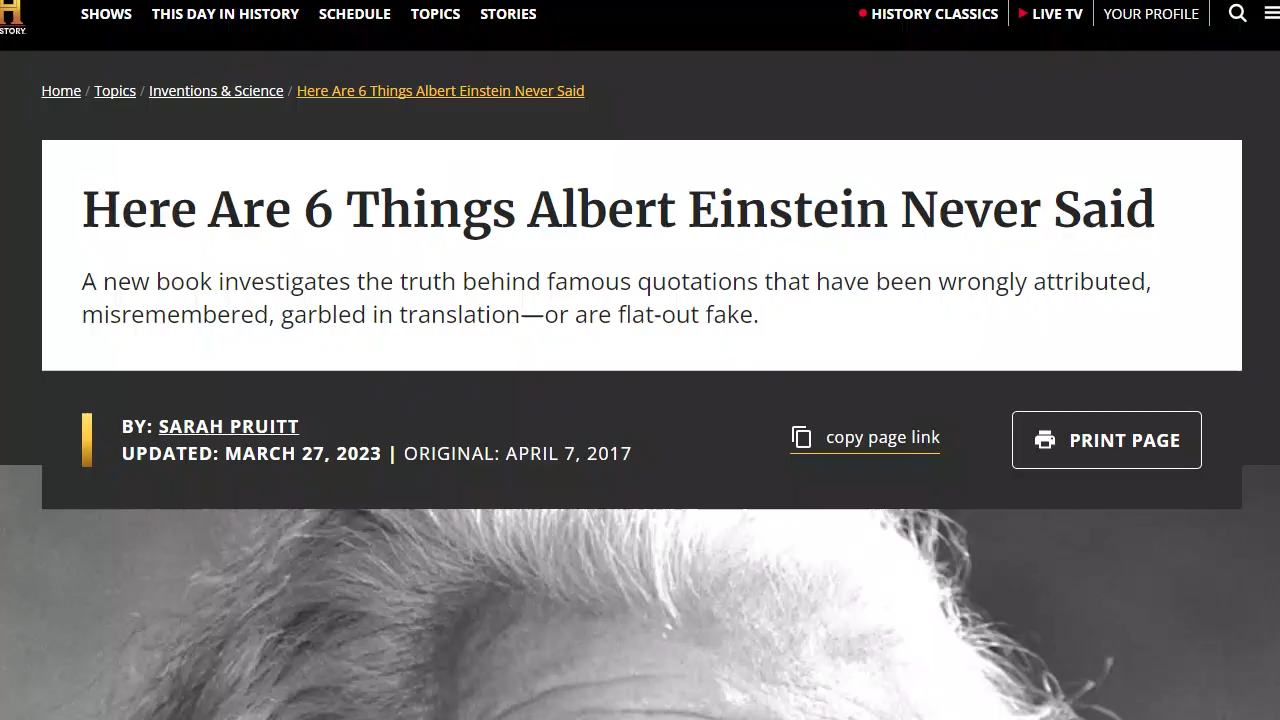 H
STORY.
SHOWS THIS DAY IN HISTORY SCHEDULE TOPICS STORIES HISTORY CLASSICS LIVE TV YOUR PROFILE
Home / Topics / Inventions & Science / Here Are 6 Things Albert Einstein Never Said
Here Are 6 Things Albert Einstein Never Said
A new book investigates the truth behind famous quotations that have been wrongly attributed,
misremembered, garbled in translation—or are flat-out fake.
BY: SARAH PRUITT
UPDATED: MARCH 27, 2023 | ORIGINAL: APRIL 7, 2017
copy page link
PRINT PAGE